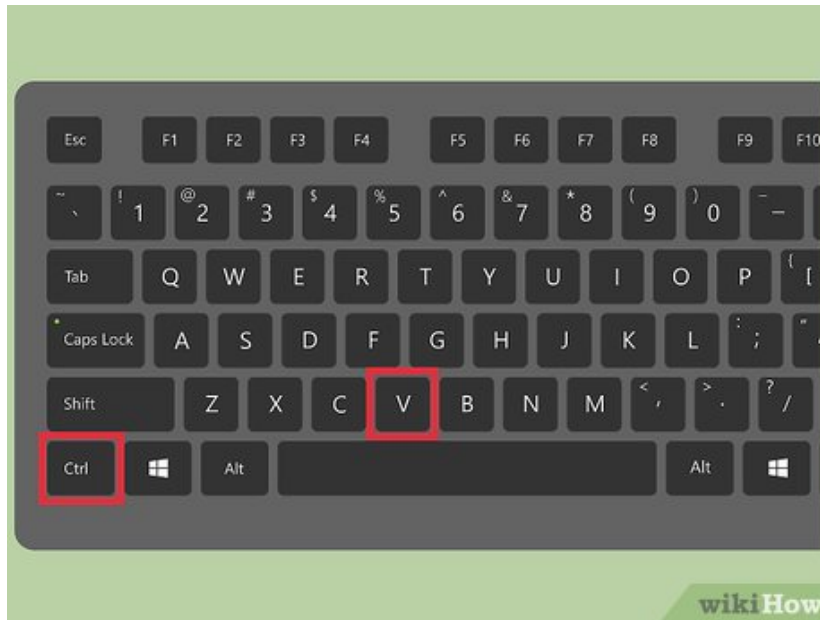 Esc F1 F2 F3 F4 F5 F6 F7 F8 F9 F10
~ ` ! 1 @ 2 # 3 $ 4 % 5 ^ 6 & 7 * 8 ( 9 ) 0 _ -
Tab Q W E R T Y U I O P { [
Caps Lock A S D F G H J K L : ; "
Shift Z X C V B N M < , > . ? /
Ctrl Alt Alt
wikiHow